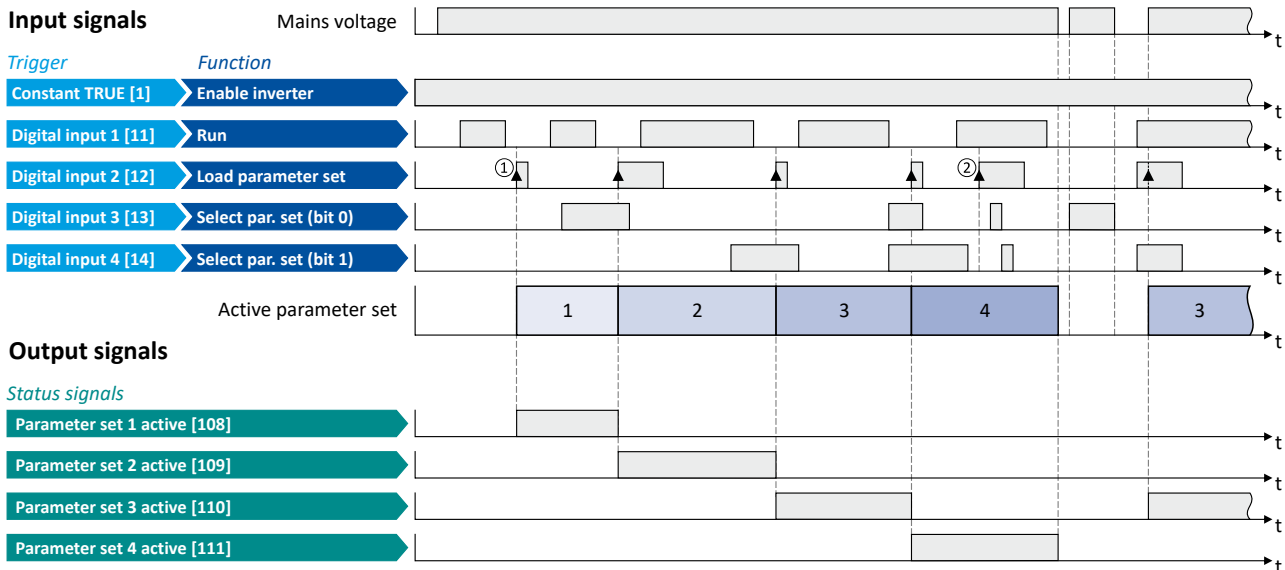 Input signals
Mains voltage
t
Trigger Function
Constant TRUE [1] Enable inverter
t
Digital input 1 [11] Run
t
Digital input 2 [12] Load parameter set
① ②
t
Digital input 3 [13] Select par. set (bit 0)
t
Digital input 4 [14] Select par. set (bit 1)
t
Active parameter set
1 2 3 4 3
t
Output signals
Status signals
Parameter set 1 active [108]
t
Parameter set 2 active [109]
t
Parameter set 3 active [110]
t
Parameter set 4 active [111]
t